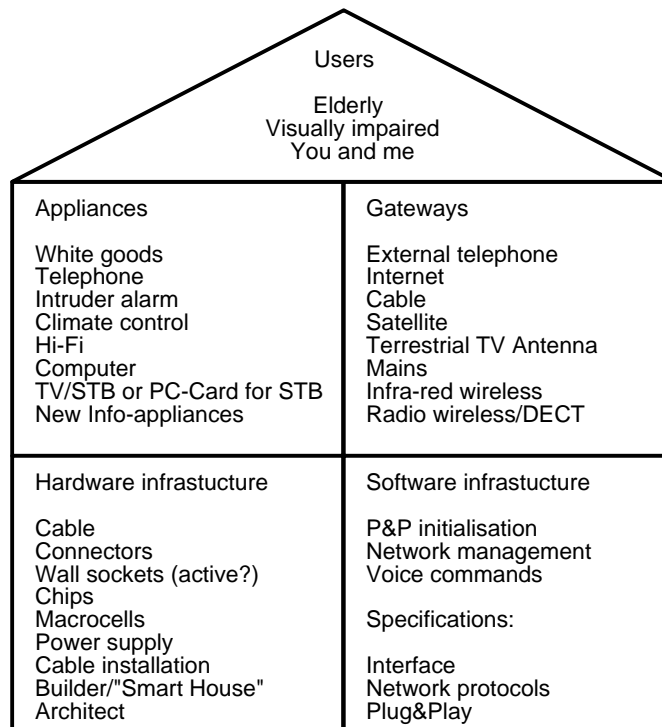 Users
Elderly
Visually impaired
You and me
Appliances
White goods
Telephone
Intruder alarm
Climate control
Hi-Fi
Computer
TV/STB or PC-Card for STB
New Info-appliances
Gateways
External telephone
Internet
Cable
Satellite
Terrestrial TV Antenna
Mains
Infra-red wireless
Radio wireless/DECT
Hardware infrastucture
Cable
Connectors
Wall sockets (active?)
Chips
Macrocells
Power supply
Cable installation
Builder/"Smart House"
Architect
Software infrastucture
P&P initialisation
Network management
Voice commands
Specifications:
Interface
Network protocols
Plug&Play